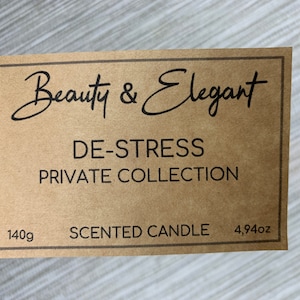 Beauty & Elegant
DE-STRESS
PRIVATE COLLECTION
140g SCENTED CANDLE 4,94oz